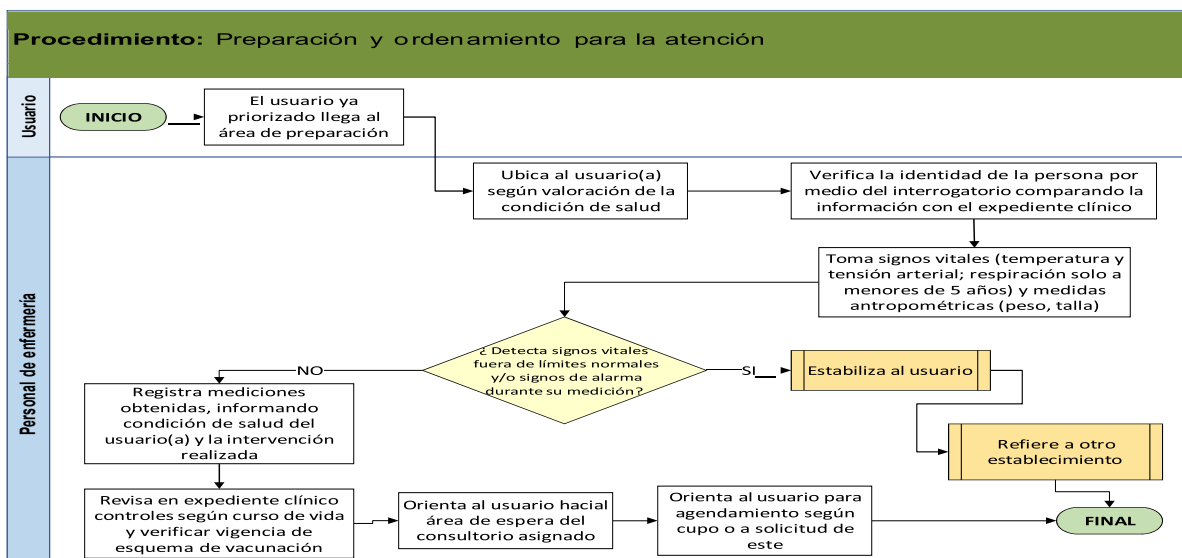 Procedimiento: Preparación y ordenamiento para la atención
Usuario
INICIO
El usuario ya
priorizado llega al
área de preparación
Personal de enfermería
Ubica al usuario(a)
según valoración de la
condición de salud
Verifica la identidad de la persona por
medio del interrogatorio comparando la
información con el expediente clínico
Toma signos vitales (temperatura y
tensión arterial; respiración solo a
menores de 5 años) y medidas
antropométricas (peso, talla)
¿ Detecta signos vitales
fuera de límites normales
y/o signos de alarma
durante su medición?
NO
SI
Estabiliza al usuario
Refiere a otro
establecimiento
Registra mediciones
obtenidas, informando
condición de salud del
usuario(a) y la intervención
realizada
Revisa en expediente clínico
controles según curso de vida
y verificar vigencia de
esquema de vacunación
Orienta al usuario hacial
área de espera del
consultorio asignado
Orienta al usuario para
agendamiento según
cupo o a solicitud de
este
FINAL